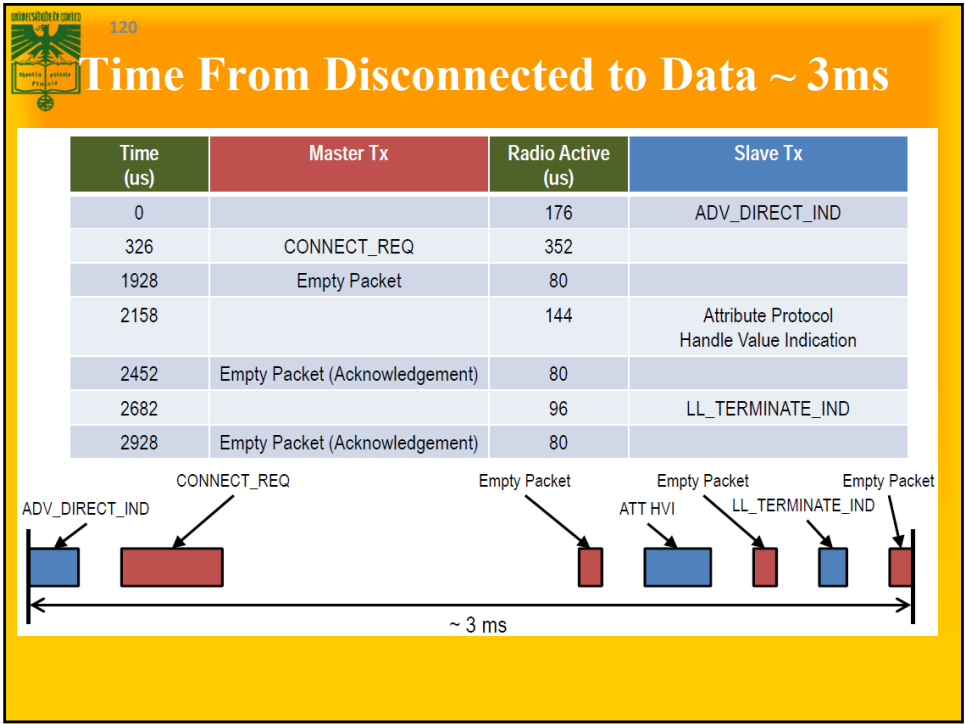 120
Time From Disconnected to Data ~ 3ms
Time (us) Master Tx Radio Active (us) Slave Tx
0 176 ADV_DIRECT_IND
326 CONNECT_REQ 352
1928 Empty Packet 80
2158 144 Attribute Protocol Handle Value Indication
2452 Empty Packet (Acknowledgement) 80
2682 96 LL_TERMINATE_IND
2928 Empty Packet (Acknowledgement) 80
CONNECT_REQ Empty Packet Empty Packet Empty Packet
ADV_DIRECT_IND ATT HVI LL_TERMINATE_IND
~ 3 ms